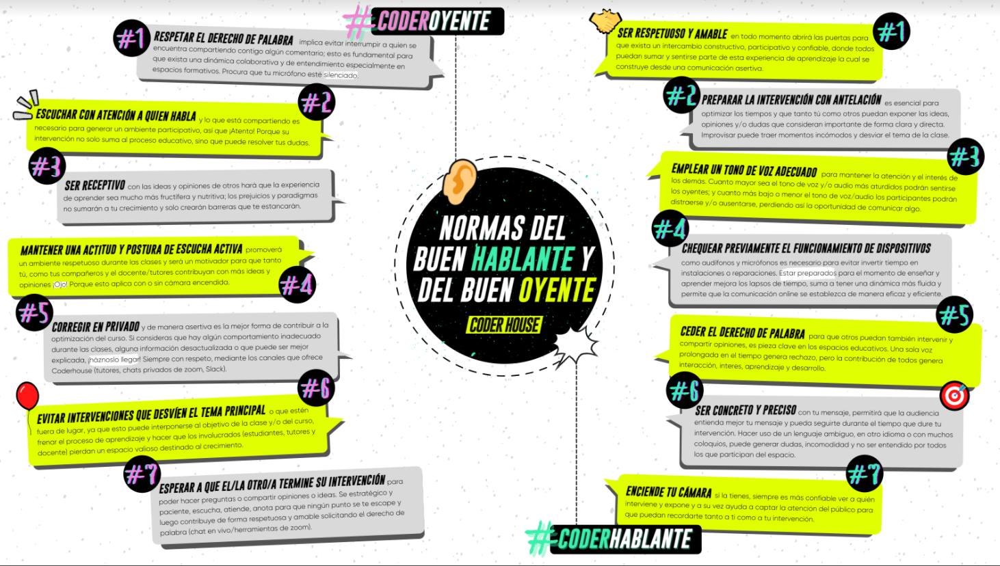 #CODEROYENTE
#1
RESPETAR EL DERECHO DE PALABRA implica evitar interrumpir a quien se
encuentra compartiendo contigo algún comentario; esto es fundamental para
que exista una dinámica colaborativa y de entendimiento especialmente en
espacios formativos. Procura que tu micrófono esté silenciado.
#2
ESCUCHAR CON ATENCIÓN A QUIEN HABLA y lo que está compartiendo es
necesario para generar un ambiente participativo, así que ¡Atento! Porque su
intervención no solo suma al proceso educativo, sino que puede resolver tus dudas.
#3
SER RECEPTIVO con las ideas y opiniones de otros hará que la experiencia
de aprender sea mucho más fructífera y nutritiva; los prejuicios y paradigmas
no sumarán a tu crecimiento y solo crearán barreras que te estancarán.
MANTENER UNA ACTITUD Y POSTURA DE ESCUCHA ACTIVA promoverá
un ambiente respetuoso durante las clases y será un motivador para que tanto
tú, como tus compañeros y el docente/tutores contribuyan con más ideas y
opiniones ¡Ojo! Porque esto aplica con o sin cámara encendida.
#4
#5
CORREGIR EN PRIVADO y de manera asertiva es la mejor forma de contribuir a la
optimización del curso. Si consideras que hay algún comportamiento inadecuado
durante las clases, alguna información desactualizada o que puede ser mejor
explicada, ¡háznoslo llegar! Siempre con respeto, mediante los canales que ofrece
Coderhouse (tutores, chats privados de zoom, Slack).
#6
EVITAR INTERVENCIONES QUE DESVÍEN EL TEMA PRINCIPAL o que estén
fuera de lugar, ya que esto puede interponerse al objetivo de la clase y/o del curso,
frenar el proceso de aprendizaje y hacer que los involucrados (estudiantes, tutores y
docente) pierdan un espacio valioso destinado al crecimiento.
#7
ESPERAR A QUE EL/LA OTRO/A TERMINE SU INTERVENCIÓN para
poder hacer preguntas o compartir opiniones o ideas. Se estratégico y
paciente, escucha, atiende, anota para que ningún punto se te escape y
luego contribuye de forma respetuosa y amable solicitando el derecho de
palabra (chat en vivo/herramientas de zoom).
NORMAS DEL
BUEN HABLANTE Y
DEL BUEN OYENTE
CODER HOUSE
#1
SER RESPETUOSO Y AMABLE en todo momento abrirá las puertas para
que exista un intercambio constructivo, participativo y confiable, donde todos
puedan sumar y sentirse parte de esta experiencia de aprendizaje la cual se
construye desde una comunicación asertiva.
#2
PREPARAR LA INTERVENCIÓN CON ANTELACIÓN es esencial para
optimizar los tiempos y que tanto tú como otros puedan exponer las ideas,
opiniones y/o dudas que consideran importante de forma clara y directa.
Improvisar puede traer momentos incómodos y desviar el tema de la clase.
#3
EMPLEAR UN TONO DE VOZ ADECUADO para mantener la atención y el interés de
los demás. Cuanto mayor sea el tono de voz y/o audio más aturdidos podrán sentirse
los oyentes; y cuanto más bajo o menor el tono de voz/audio los participantes podrán
distraerse y/o ausentarse, perdiendo así la oportunidad de comunicar algo.
#4
CHEQUEAR PREVIAMENTE EL FUNCIONAMIENTO DE DISPOSITIVOS
como audífonos y micrófonos es necesario para evitar invertir tiempo en
instalaciones o reparaciones. Estar preparados para el momento de enseñar y
aprender mejora los lapsos de tiempo, suma a tener una dinámica más fluida y
permite que la comunicación online se establezca de manera eficaz y eficiente.
#5
CEDER EL DERECHO DE PALABRA para que otros puedan también intervenir y
compartir opiniones, es pieza clave en los espacios educativos. Una sola voz
prolongada en el tiempo genera rechazo, pero la contribución de todos genera
interacción, interes, aprendizaje y desarrollo.
#6
SER CONCRETO Y PRECISO con tu mensaje, permitirá que la audiencia
entienda mejor tu mensaje y pueda seguirte durante el tiempo que dure tu
intervención. Hacer uso de un lenguaje ambiguo, en otro idioma o con muchos
coloquios, puede generar dudas, incomodidad y no ser entendido por todos
los que participan del espacio.
#7
ENCIENDE TU CÁMARA si la tienes, siempre es más confiable ver a quién
interviene y expone y a su vez ayuda a captar la atención del público para
que puedan recordarte tanto a ti como a tu intervención.
#CODERHABLANTE